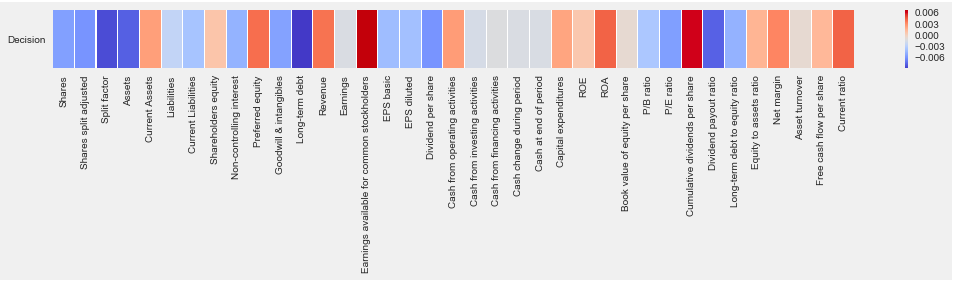 Decision
Shares
Shares split adjusted
Split factor
Assets
Current Assets
Liabilities
Current Liabilities
Shareholders equity
Non-controlling interest
Preferred equity
Goodwill & intangibles
Long-term debt
Revenue
Earnings
Earnings available for common stockholders
EPS basic
EPS diluted
Dividend per share
Cash from operating activities
Cash from investing activities
Cash from financing activities
Cash change during period
Cash at end of period
Capital expenditures
ROE
ROA
Book value of equity per share
P/B ratio
P/E ratio
Cumulative dividends per share
Dividend payout ratio
Long-term debt to equity ratio
Equity to assets ratio
Net margin
Asset turnover
Free cash flow per share
Current ratio
0.006
0.003
0.000
−0.003
−0.006